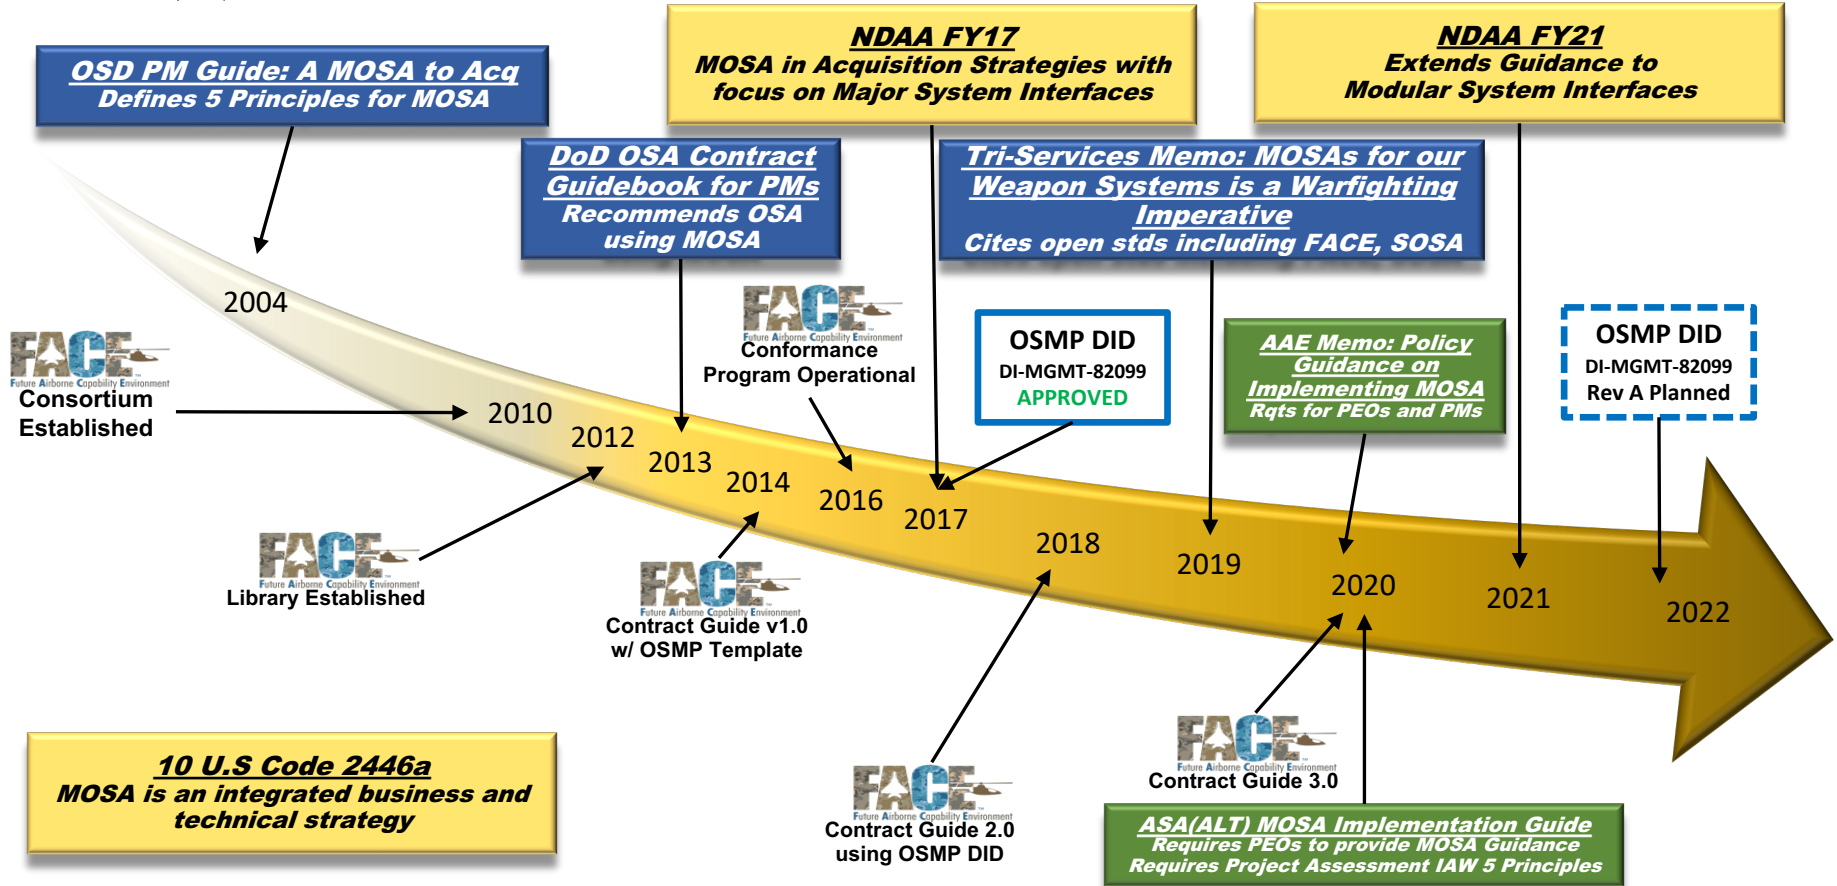 OSD PM Guide: A MOSA to Acq
Defines 5 Principles for MOSA
NDAA FY17
MOSA in Acquisition Strategies with
focus on Major System Interfaces
NDAA FY21
Extends Guidance to
Modular System Interfaces
DoD OSA Contract
Guidebook for PMs
Recommends OSA
using MOSA
Tri-Services Memo: MOSAs for our
Weapon Systems is a Warfighting
Imperative
Cites open stds including FACE, SOSA
2004
FACE™
Future Airborne Capability Environment
Consortium
Established
FACE™
Future Airborne Capability Environment
Conformance
Program Operational
OSMP DID
DI-MGMT-82099
APPROVED
AAE Memo: Policy
Guidance on
Implementing MOSA
Rqts for PEOs and PMs
OSMP DID
DI-MGMT-82099
Rev A Planned
2010
2012
2013
2014
2016
2017
2018
2019
2020
2021
2022
FACE™
Future Airborne Capability Environment
Library Established
FACE™
Future Airborne Capability Environment
Contract Guide v1.0
w/ OSMP Template
FACE™
Future Airborne Capability Environment
Contract Guide 2.0
using OSMP DID
FACE™
Future Airborne Capability Environment
Contract Guide 3.0
10 U.S Code 2446a
MOSA is an integrated business and
technical strategy
ASA(ALT) MOSA Implementation Guide
Requires PEOs to provide MOSA Guidance
Requires Project Assessment IAW 5 Principles